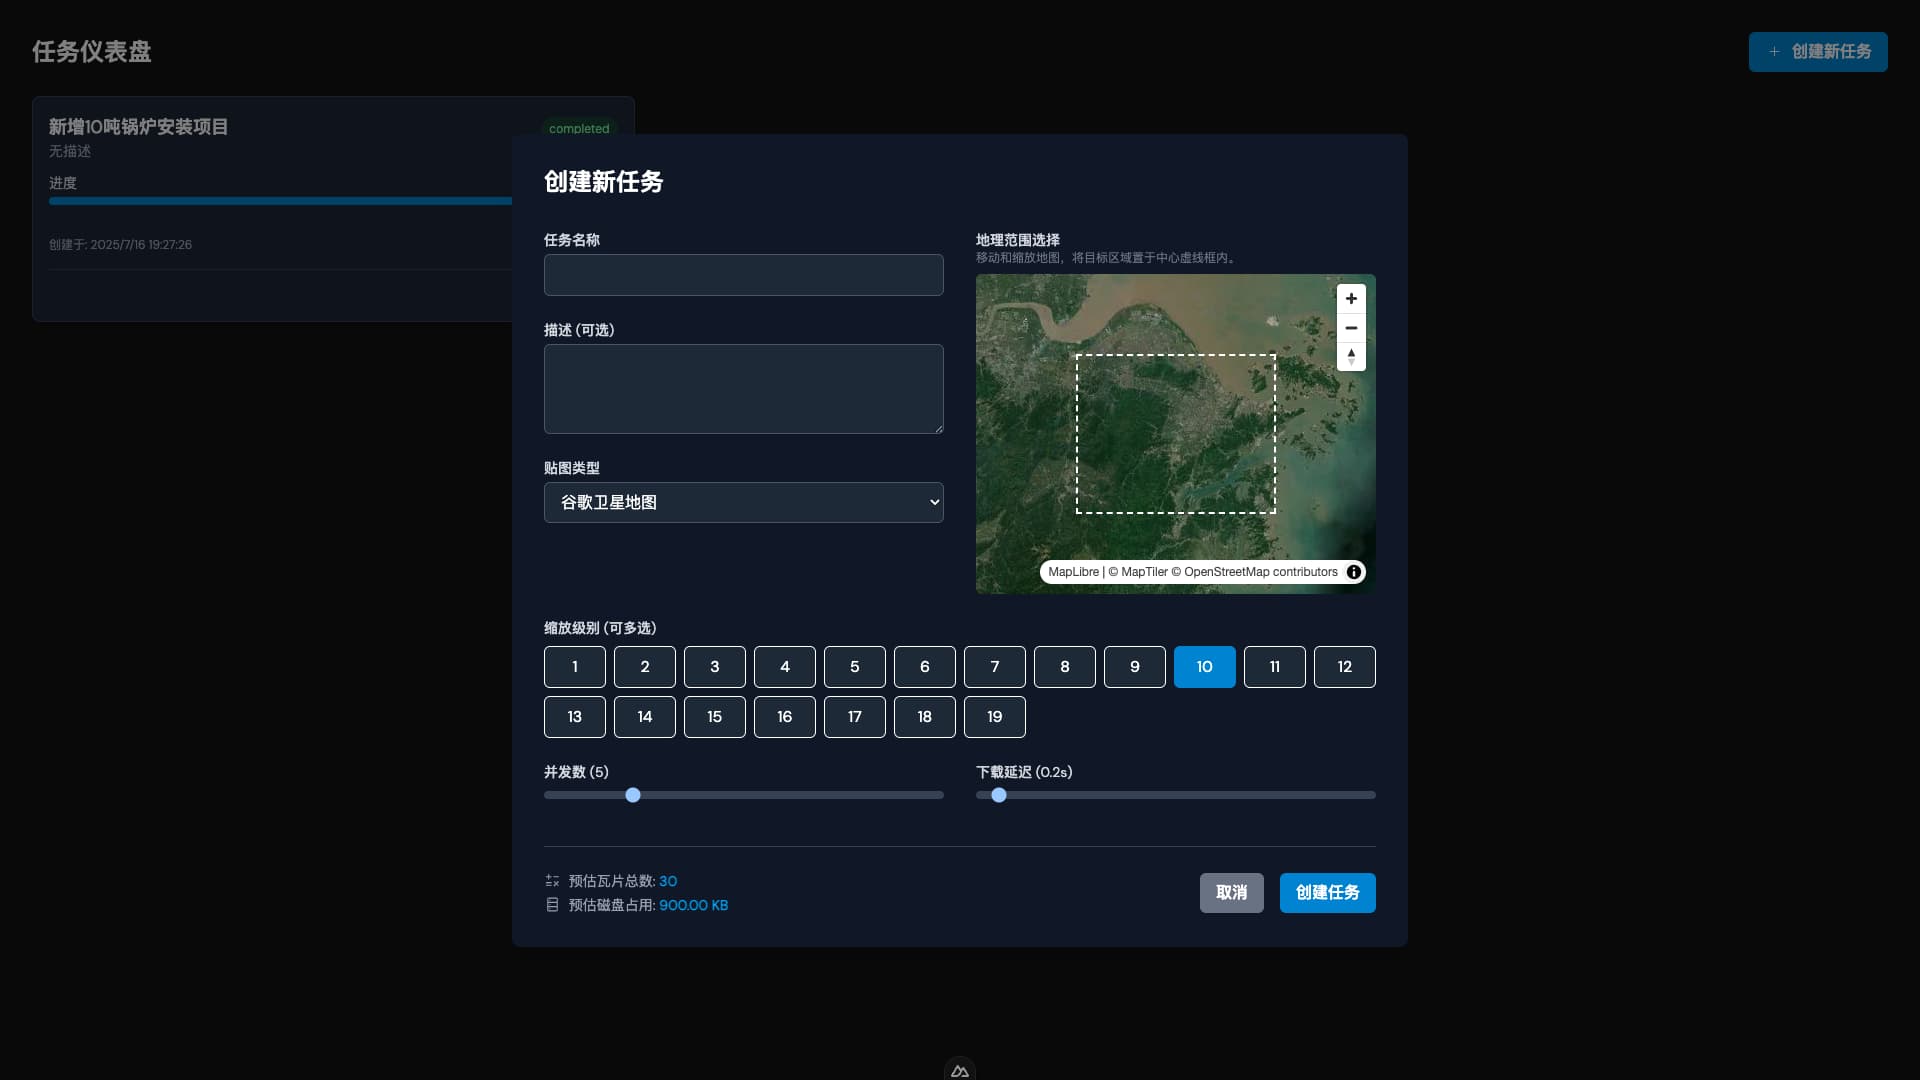 任务仪表盘
+ 创建新任务
新增10吨锅炉安装项目
completed
无描述
进度
创建于: 2025/7/16 19:27:26
创建新任务
任务名称
描述 (可选)
贴图类型
谷歌卫星地图
地理范围选择
移动和缩放地图，将目标区域置于中心虚线框内。
MapLibre | © MapTiler © OpenStreetMap contributors
缩放级别 (可多选)
1 2 3 4 5 6 7 8 9 10 11 12
13 14 15 16 17 18 19
并发数 (5)
下载延迟 (0.2s)
预估瓦片总数: 30
预估磁盘占用: 900.00 KB
取消
创建任务